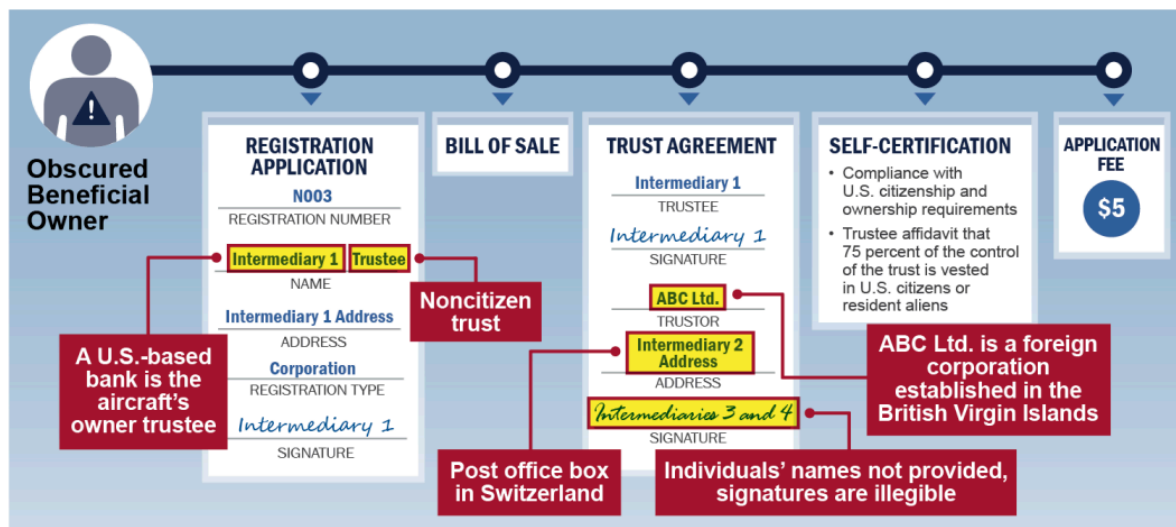 Obscured
Beneficial
Owner
REGISTRATION
APPLICATION
N003
REGISTRATION NUMBER
Intermediary 1 Trustee
NAME
Intermediary 1 Address
ADDRESS
Corporation
REGISTRATION TYPE
Intermediary 1
SIGNATURE
A U.S.-based
bank is the
aircraft’s
owner trustee
Noncitizen
trust
BILL OF SALE
TRUST AGREEMENT
Intermediary 1
TRUSTEE
Intermediary 1
SIGNATURE
ABC Ltd.
TRUSTOR
Intermediary 2
Address
ADDRESS
Intermediaries 3 and 4
SIGNATURE
Post office box
in Switzerland
Individuals’ names not provided,
signatures are illegible
SELF-CERTIFICATION
• Compliance with
U.S. citizenship and
ownership requirements
• Trustee affidavit that
75 percent of the control
of the trust is vested
in U.S. citizens or
resident aliens
ABC Ltd. is a foreign
corporation
established in the
British Virgin Islands
APPLICATION
FEE
$5